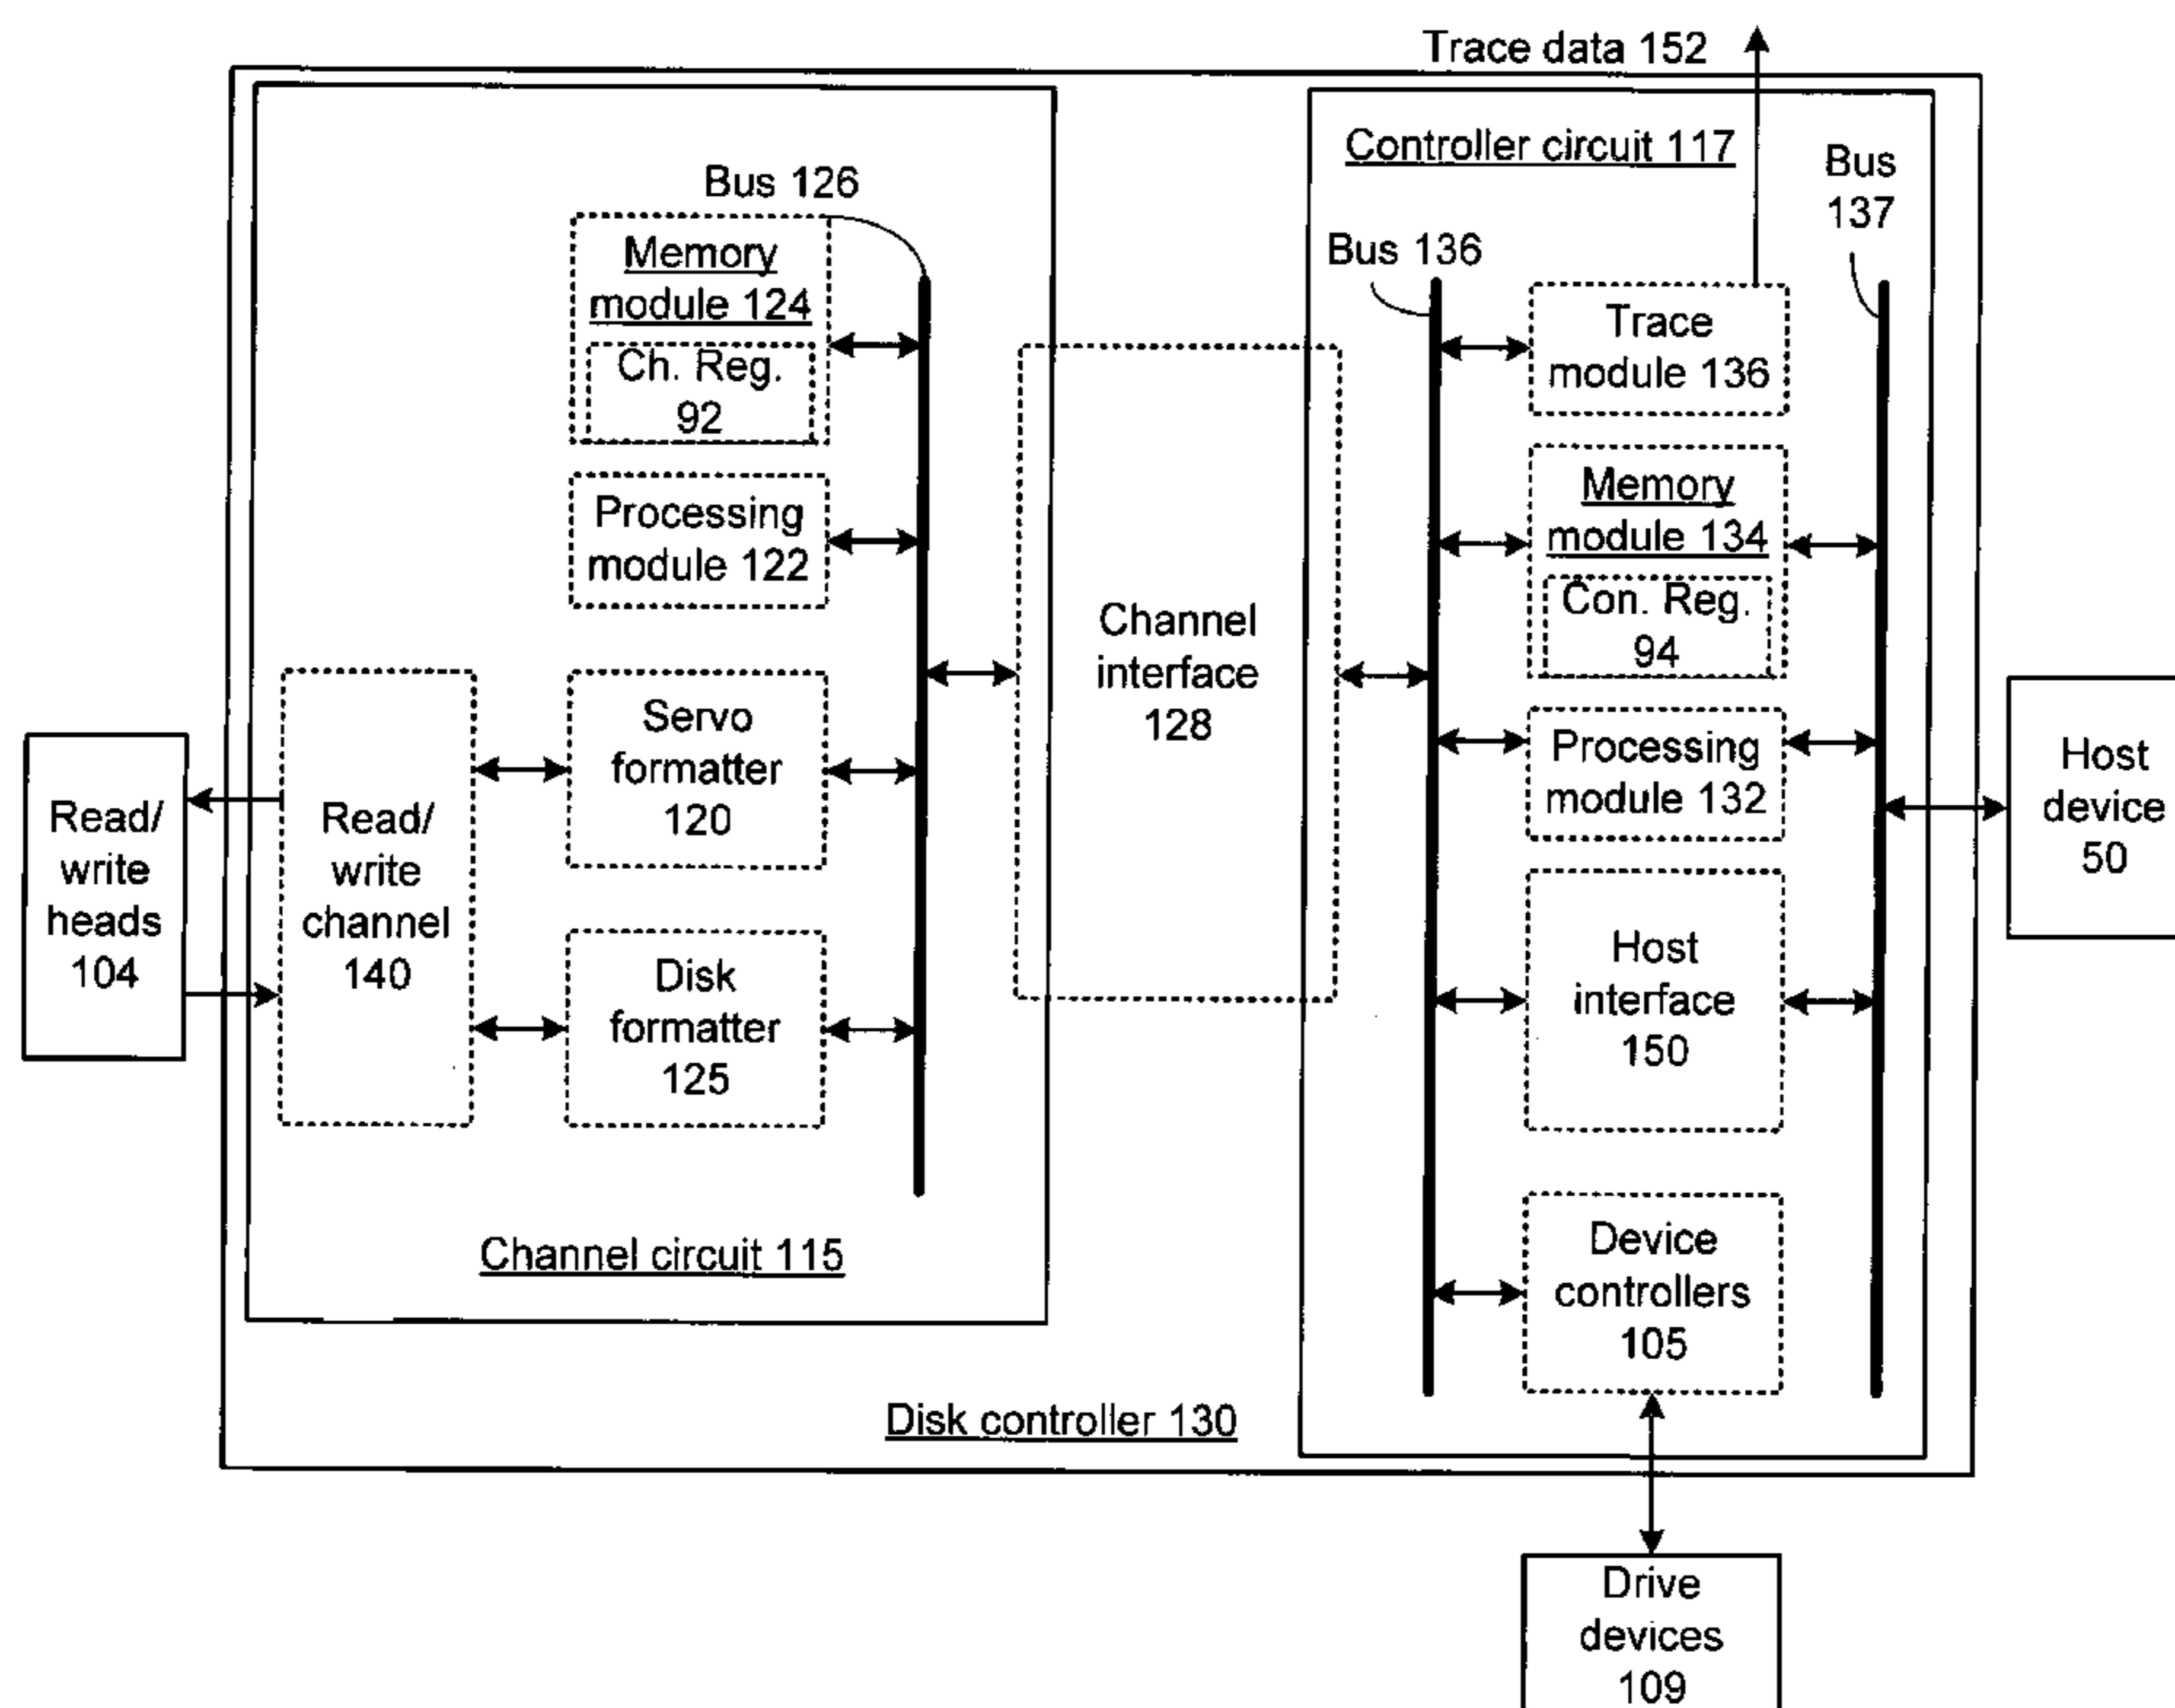 Trace data 152
Controller circuit 117
Bus
137
Bus 126
Bus 136
Memory
module 124
Ch. Reg.
92
Trace
module 136
Processing
module 122
Memory
module 134
Con. Reg.
94
Channel
interface
128
Servo
formatter
120
Processing
module 132
Host
device
50
Read/
write
heads
104
Read/
write
channel
140
Disk
formatter
125
Host
interface
150
Device
controllers
105
Channel circuit 115
Disk controller 130
Drive
devices
109